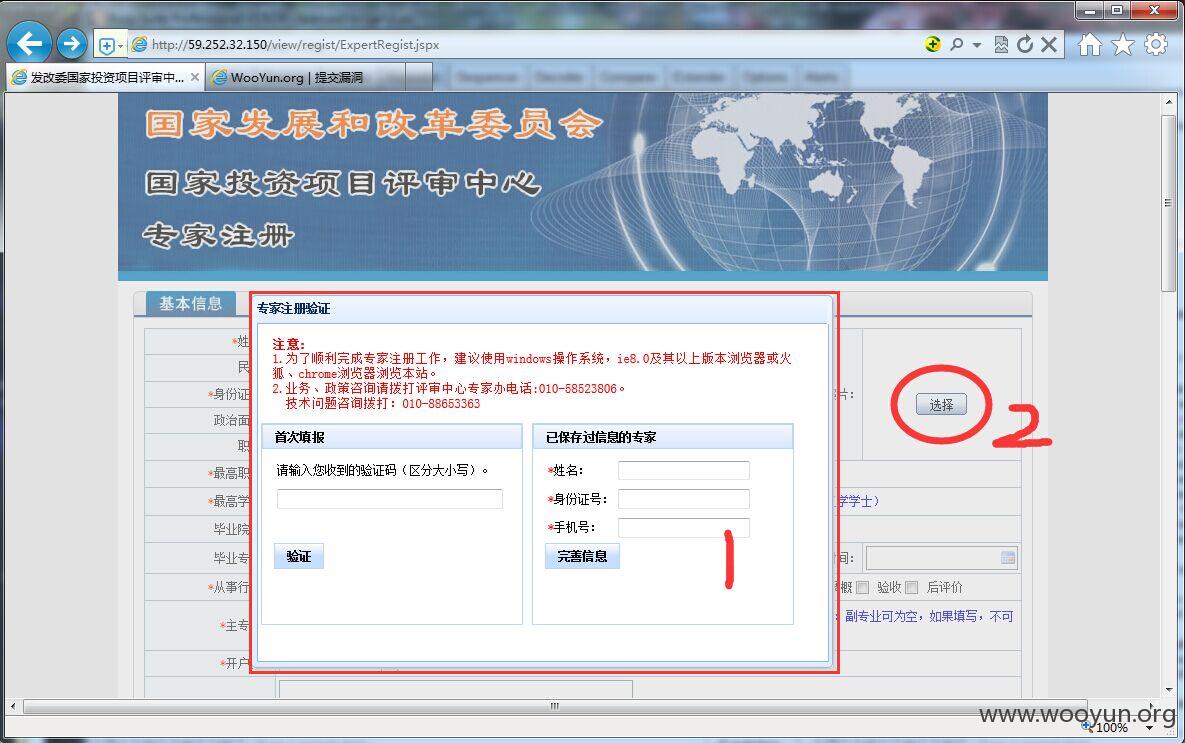 http://59.252.32.150/view/regist/ExpertRegist.jspx
发改委国家投资项目评审中...
WooYun.org | 提交漏洞
国家发展和改革委员会
国家投资项目评审中心
专家注册
基本信息
专家注册验证
注意:
1.为了顺利完成专家注册工作，建议使用windows操作系统，ie8.0及其以上版本浏览器或火
狐、chrome浏览器浏览本站。
2.业务、政策咨询请拨打评审中心专家办电话:010-58523806。
技术问题咨询拨打：010-88653363
首次填报
请输入您收到的验证码（区分大小写）。
验证
已保存过信息的专家
*姓名：
*身份证号：
*手机号：
完善信息
1
*姓
民
*身份证
政治面
职
*最高职
*最高学
毕业院
毕业专
*从事行
*主专
*开户
片：
选择
2
学学士）
间：
概 验收 后评价
：副专业可为空，如果填写，不可
www.wooyun.org
100%